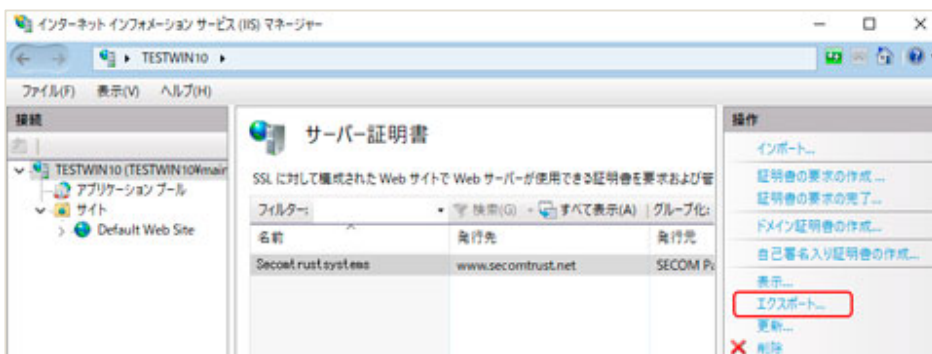 インターネット インフォメーション サービス (IIS) マネージャー
TESTWIN10
ファイル(F) 表示(V) ヘルプ(H)
接続
TESTWIN10 (TESTWIN10¥main
アプリケーション プール
サイト
Default Web Site
サーバー証明書
SSL に対して構成された Web サイトで Web サーバーが使用できる証明書を要求および管
フィルター: 検索(G) すべて表示(A) グループ化:
名前 発行先 発行元
Secomtrustsystems www.secomtrust.net SECOM Pa
操作
インポート...
証明書の要求の作成...
証明書の要求の完了...
ドメイン証明書の作成...
自己署名入り証明書の作成...
表示...
エクスポート...
更新...
削除